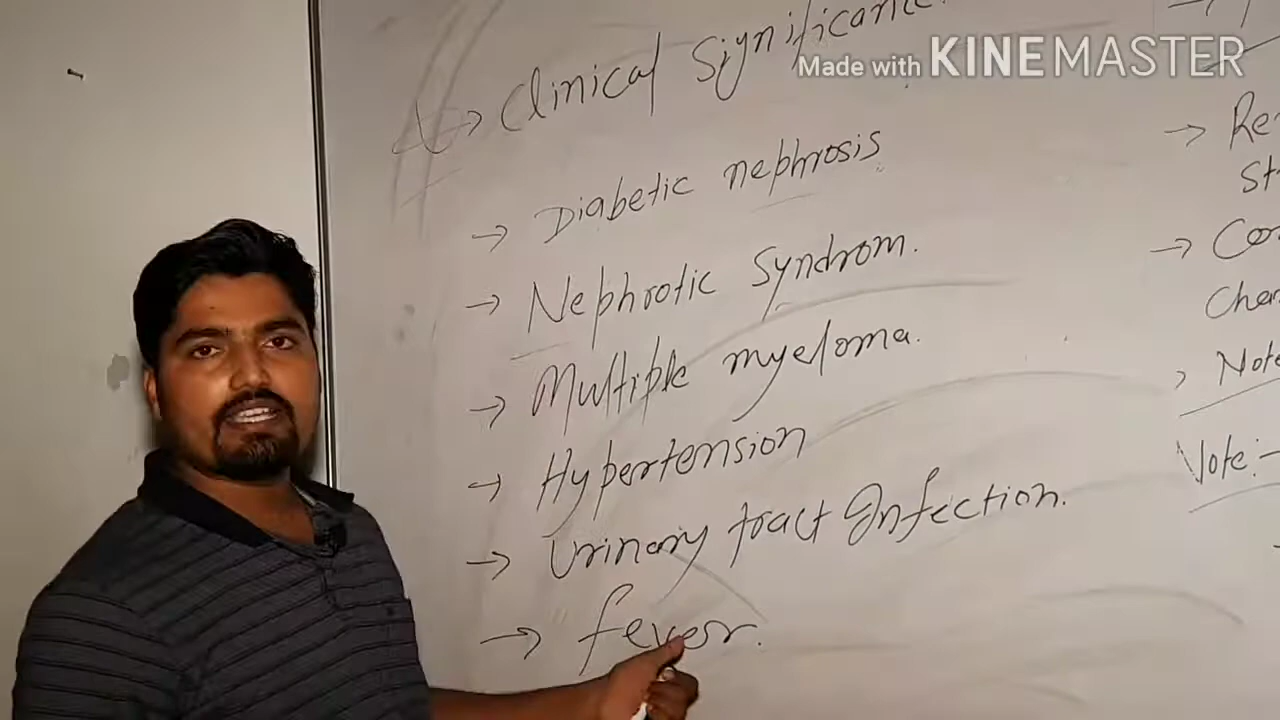 Clinical Significance.
Made with KINEMASTER
→ Diabetic nephrosis
→ Nephrotic Syndrom.
→ Multiple myeloma.
→ Hypertension
→ Urinary tract Infection.
→ fever.
→ Re
St
→ Co
Cher
Note
Note:-